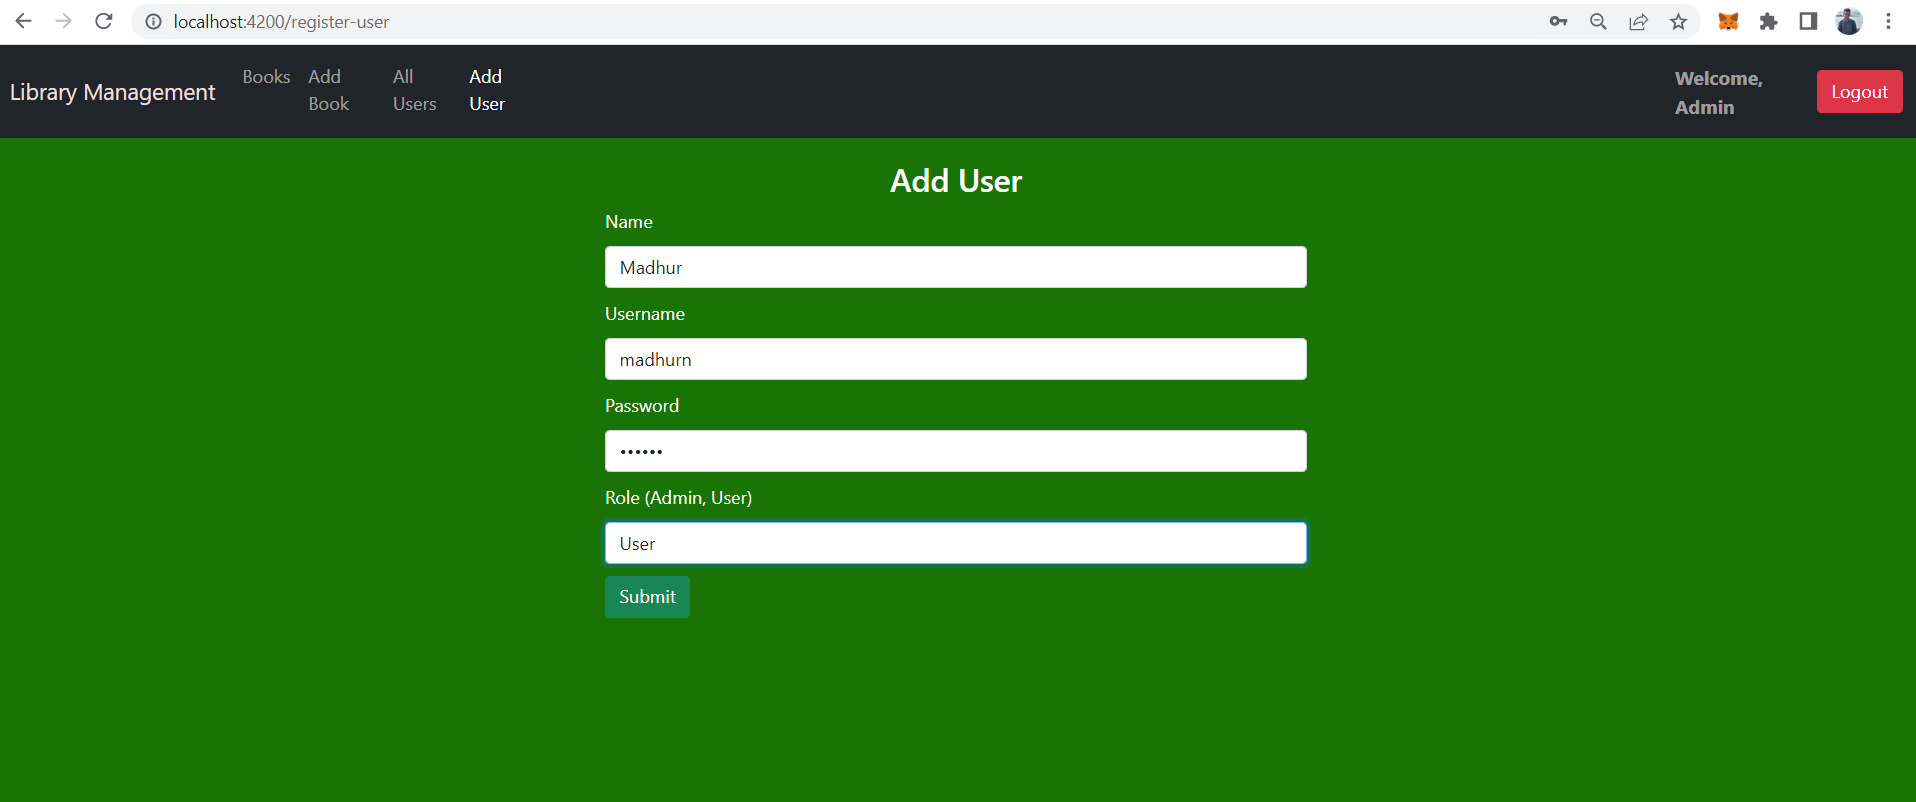 localhost:4200/register-user
Library Management
Books
Add
Book
All
Users
Add
User
Welcome,
Admin
Logout
Add User
Name
Madhur
Username
madhurn
Password
••••••
Role (Admin, User)
User
Submit